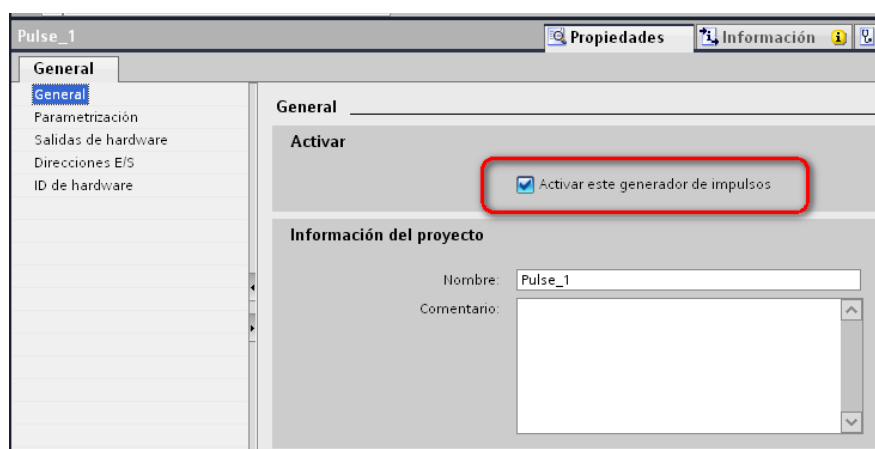 Pulse_1
Propiedades
Información
General
General
Parametrización
Salidas de hardware
Direcciones E/S
ID de hardware
General
Activar
Activar este generador de impulsos
Información del proyecto
Nombre: Pulse_1
Comentario: